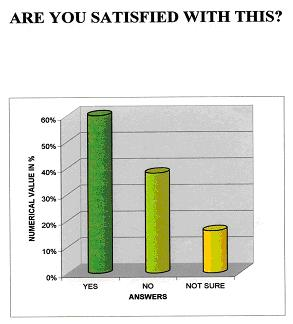 ARE YOU SATISFIED WITH THIS?
60%
50%
40%
30%
20%
10%
0%
NUMERICAL VALUE IN %
YES NO NOT SURE
ANSWERS